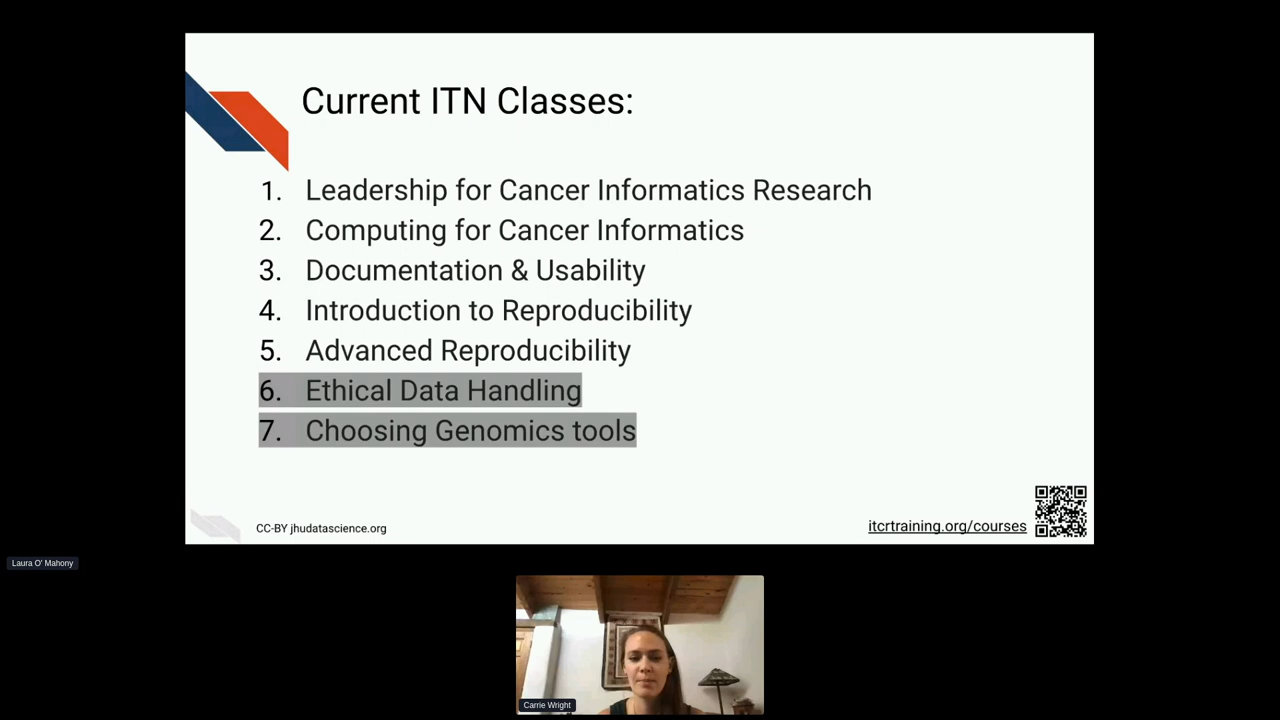 Current ITN Classes:
1. Leadership for Cancer Informatics Research
2. Computing for Cancer Informatics
3. Documentation & Usability
4. Introduction to Reproducibility
5. Advanced Reproducibility
6. Ethical Data Handling
7. Choosing Genomics tools
CC-BY jhudatascience.org
itcrtraining.org/courses
Laura O' Mahony
Carrie Wright